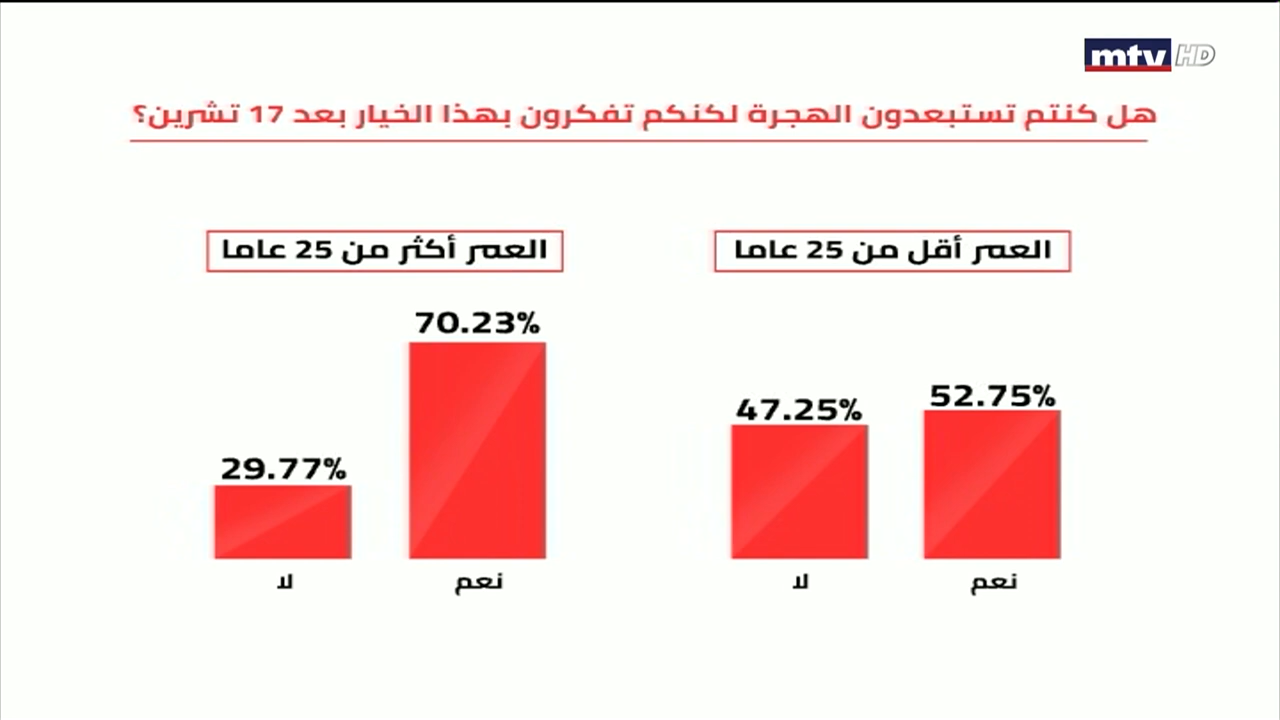 mtv HD
هل كنتم تستبعدون الهجرة لكنكم تفكرون بهذا الخيار بعد 17 تشرين؟
العمر أقل من 25 عاما
52.75%
47.25%
نعم
لا
العمر أكثر من 25 عاما
70.23%
29.77%
نعم
لا